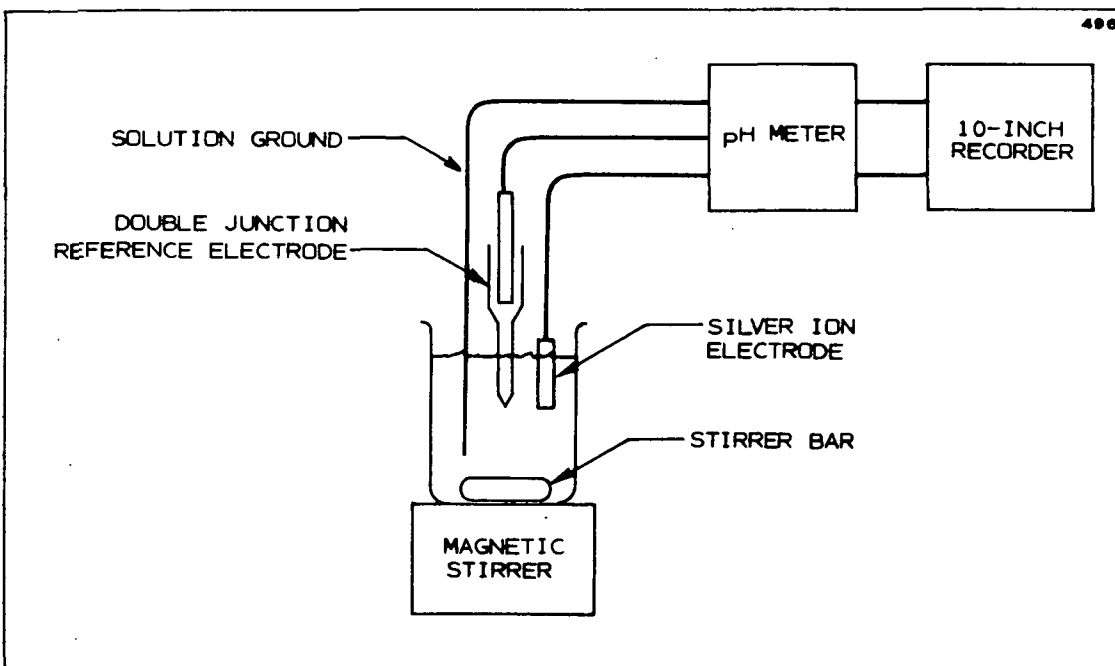 496
SOLUTION GROUND
DOUBLE JUNCTION
REFERENCE ELECTRODE
pH METER
10-INCH
RECORDER
SILVER ION
ELECTRODE
STIRRER BAR
MAGNETIC
STIRRER